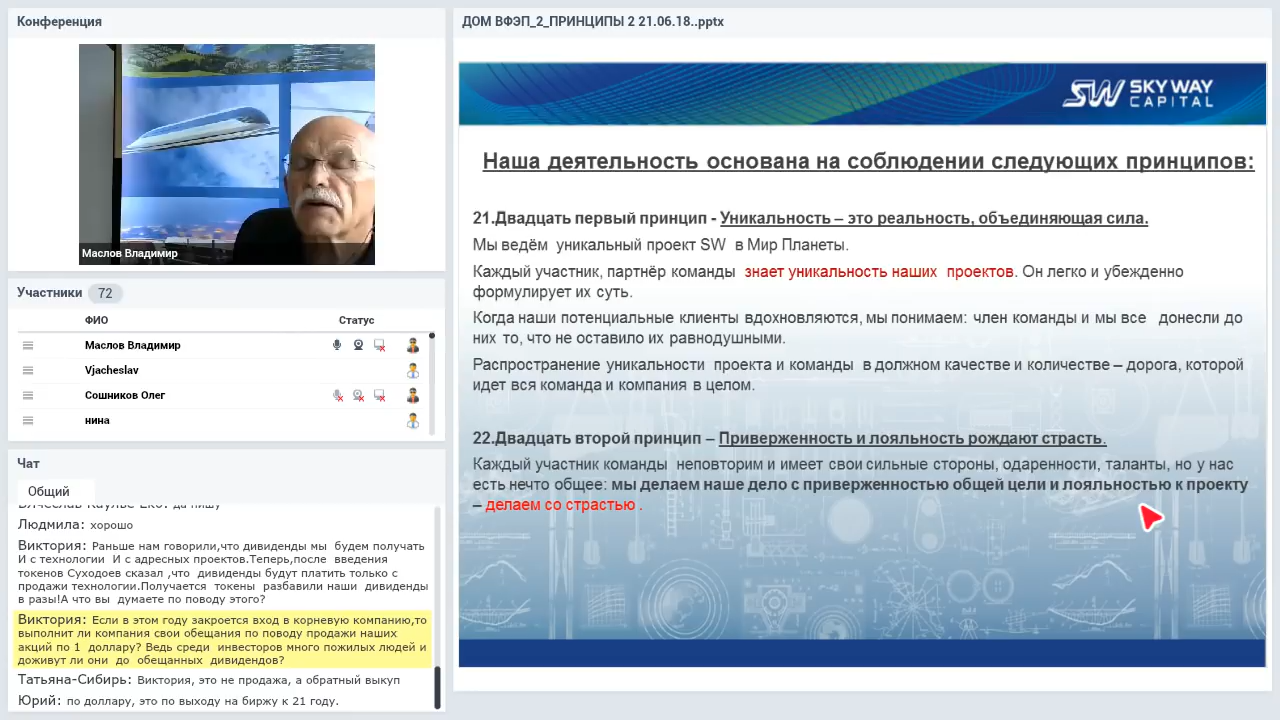 Конференция
Маслов Владимир
Участники 72
ФИО Статус
Маслов Владимир
Vjacheslav
Сошников Олег
нина
Чат
Общий
Людмила: хорошо
Виктория: Раньше нам говорили,что дивиденды мы будем получать
И с технологии И с адресных проектов.Теперь,после введения
токенов Суходоев сказал ,что дивиденды будут платить только с
продажи технологии.Получается токены разбавили наши дивиденды
в разы!А что вы думаете по поводу этого?
Виктория: Если в этом году закроется вход в корневую компанию,то
выполнит ли компания свои обещания по поводу продажи наших
акций по 1 доллару? Ведь среди инвесторов много пожилых людей и
доживут ли они до обещанных дивидендов?
Татьяна-Сибирь: Виктория, это не продажа, а обратный выкуп
Юрий: по доллару, это по выходу на биржу к 21 году.
ДОМ ВФЭП_2_ПРИНЦИПЫ 2 21.06.18..pptx
SW SKY WAY
CAPITAL
Наша деятельность основана на соблюдении следующих принципов:
21.Двадцать первый принцип - Уникальность – это реальность, объединяющая сила.
Мы ведём уникальный проект SW в Мир Планеты.
Каждый участник, партнёр команды знает уникальность наших проектов. Он легко и убежденно
формулирует их суть.
Когда наши потенциальные клиенты вдохновляются, мы понимаем: член команды и мы все донесли до
них то, что не оставило их равнодушными.
Распространение уникальности проекта и команды в должном качестве и количестве – дорога, которой
идет вся команда и компания в целом.
22.Двадцать второй принцип – Приверженность и лояльность рождают страсть.
Каждый участник команды неповторим и имеет свои сильные стороны, одаренности, таланты, но у нас
есть нечто общее: мы делаем наше дело с приверженностью общей цели и лояльностью к проекту
– делаем со страстью .